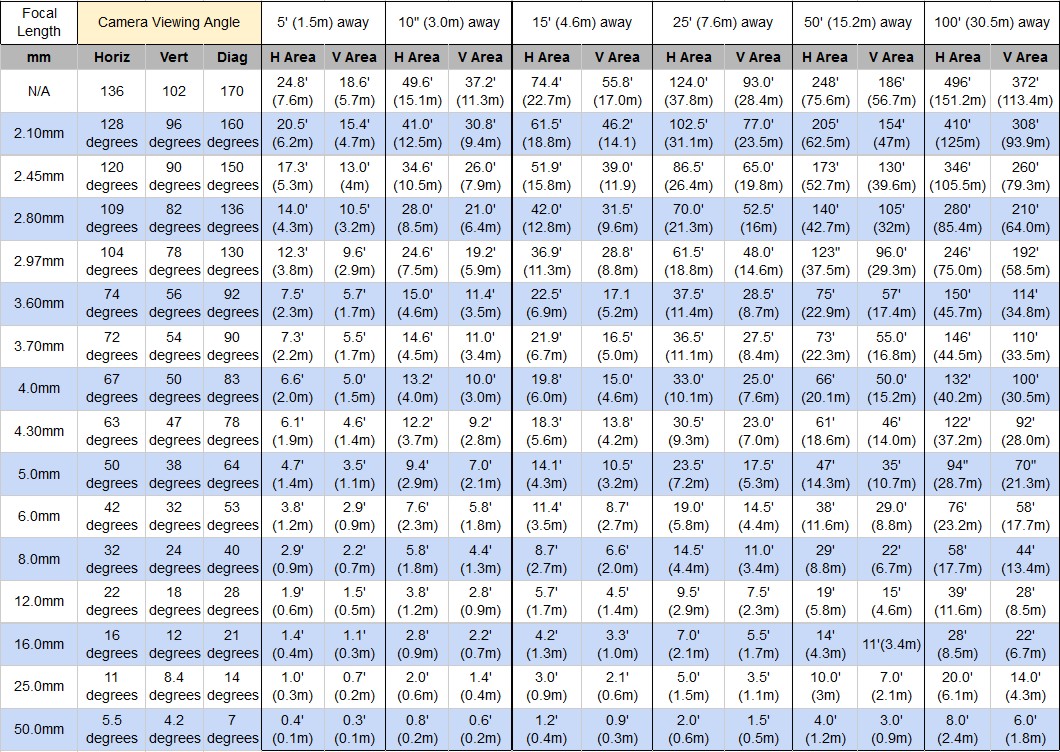 Focal Length Camera Viewing Angle 5' (1.5m) away 10" (3.0m) away 15' (4.6m) away 25' (7.6m) away 50' (15.2m) away 100' (30.5m) away
mm Horiz Vert Diag H Area V Area H Area V Area H Area V Area H Area V Area H Area V Area H Area V Area
N/A 136 102 170 24.8' (7.6m) 18.6' (5.7m) 49.6' (15.1m) 37.2' (11.3m) 74.4' (22.7m) 55.8' (17.0m) 124.0' (37.8m) 93.0' (28.4m) 248' (75.6m) 186' (56.7m) 496' (151.2m) 372' (113.4m)
2.10mm 128 degrees 96 degrees 160 degrees 20.5' (6.2m) 15.4' (4.7m) 41.0' (12.5m) 30.8' (9.4m) 61.5' (18.8m) 46.2' (14.1) 102.5' (31.1m) 77.0' (23.5m) 205' (62.5m) 154' (47m) 410' (125m) 308' (93.9m)
2.45mm 120 degrees 90 degrees 150 degrees 17.3' (5.3m) 13.0' (4m) 34.6' (10.5m) 26.0' (7.9m) 51.9' (15.8m) 39.0' (11.9) 86.5' (26.4m) 65.0' (19.8m) 173' (52.7m) 130' (39.6m) 346' (105.5m) 260' (79.3m)
2.80mm 109 degrees 82 degrees 136 degrees 14.0' (4.3m) 10.5' (3.2m) 28.0' (8.5m) 21.0' (6.4m) 42.0' (12.8m) 31.5' (9.6m) 70.0' (21.3m) 52.5' (16m) 140' (42.7m) 105' (32m) 280' (85.4m) 210' (64.0m)
2.97mm 104 degrees 78 degrees 130 degrees 12.3' (3.8m) 9.6' (2.9m) 24.6' (7.5m) 19.2' (5.9m) 36.9' (11.3m) 28.8' (8.8m) 61.5' (18.8m) 48.0' (14.6m) 123" (37.5m) 96.0' (29.3m) 246' (75.0m) 192' (58.5m)
3.60mm 74 degrees 56 degrees 92 degrees 7.5' (2.3m) 5.7' (1.7m) 15.0' (4.6m) 11.4' (3.5m) 22.5' (6.9m) 17.1 (5.2m) 37.5' (11.4m) 28.5' (8.7m) 75' (22.9m) 57' (17.4m) 150' (45.7m) 114' (34.8m)
3.70mm 72 degrees 54 degrees 90 degrees 7.3' (2.2m) 5.5' (1.7m) 14.6' (4.5m) 11.0' (3.4m) 21.9' (6.7m) 16.5' (5.0m) 36.5' (11.1m) 27.5' (8.4m) 73' (22.3m) 55.0' (16.8m) 146' (44.5m) 110' (33.5m)
4.0mm 67 degrees 50 degrees 83 degrees 6.6' (2.0m) 5.0' (1.5m) 13.2' (4.0m) 10.0' (3.0m) 19.8' (6.0m) 15.0' (4.6m) 33.0' (10.1m) 25.0' (7.6m) 66' (20.1m) 50.0' (15.2m) 132' (40.2m) 100' (30.5m)
4.30mm 63 degrees 47 degrees 78 degrees 6.1' (1.9m) 4.6' (1.4m) 12.2' (3.7m) 9.2' (2.8m) 18.3' (5.6m) 13.8' (4.2m) 30.5' (9.3m) 23.0' (7.0m) 61' (18.6m) 46' (14.0m) 122' (37.2m) 92' (28.0m)
5.0mm 50 degrees 38 degrees 64 degrees 4.7' (1.4m) 3.5' (1.1m) 9.4' (2.9m) 7.0' (2.1m) 14.1' (4.3m) 10.5' (3.2m) 23.5' (7.2m) 17.5' (5.3m) 47' (14.3m) 35' (10.7m) 94" (28.7m) 70" (21.3m)
6.0mm 42 degrees 32 degrees 53 degrees 3.8' (1.2m) 2.9' (0.9m) 7.6' (2.3m) 5.8' (1.8m) 11.4' (3.5m) 8.7' (2.7m) 19.0' (5.8m) 14.5' (4.4m) 38' (11.6m) 29.0' (8.8m) 76' (23.2m) 58' (17.7m)
8.0mm 32 degrees 24 degrees 40 degrees 2.9' (0.9m) 2.2' (0.7m) 5.8' (1.8m) 4.4' (1.3m) 8.7' (2.7m) 6.6' (2.0m) 14.5' (4.4m) 11.0' (3.4m) 29' (8.8m) 22' (6.7m) 58' (17.7m) 44' (13.4m)
12.0mm 22 degrees 18 degrees 28 degrees 1.9' (0.6m) 1.5' (0.5m) 3.8' (1.2m) 2.8' (0.9m) 5.7' (1.7m) 4.5' (1.4m) 9.5' (2.9m) 7.5' (2.3m) 19' (5.8m) 15' (4.6m) 39' (11.6m) 28' (8.5m)
16.0mm 16 degrees 12 degrees 21 degrees 1.4' (0.4m) 1.1' (0.3m) 2.8' (0.9m) 2.2' (0.7m) 4.2' (1.3m) 3.3' (1.0m) 7.0' (2.1m) 5.5' (1.7m) 14' (4.3m) 11'(3.4m) 28' (8.5m) 22' (6.7m)
25.0mm 11 degrees 8.4 degrees 14 degrees 1.0' (0.3m) 0.7' (0.2m) 2.0' (0.6m) 1.4' (0.4m) 3.0' (0.9m) 2.1' (0.6m) 5.0' (1.5m) 3.5' (1.1m) 10.0' (3m) 7.0' (2.1m) 20.0' (6.1m) 14.0' (4.3m)
50.0mm 5.5 degrees 4.2 degrees 7 degrees 0.4' (0.1m) 0.3' (0.1m) 0.8' (0.2m) 0.6' (0.2m) 1.2' (0.4m) 0.9' (0.3m) 2.0' (0.6m) 1.5' (0.5m) 4.0' (1.2m) 3.0' (0.9m) 8.0' (2.4m) 6.0' (1.8m)